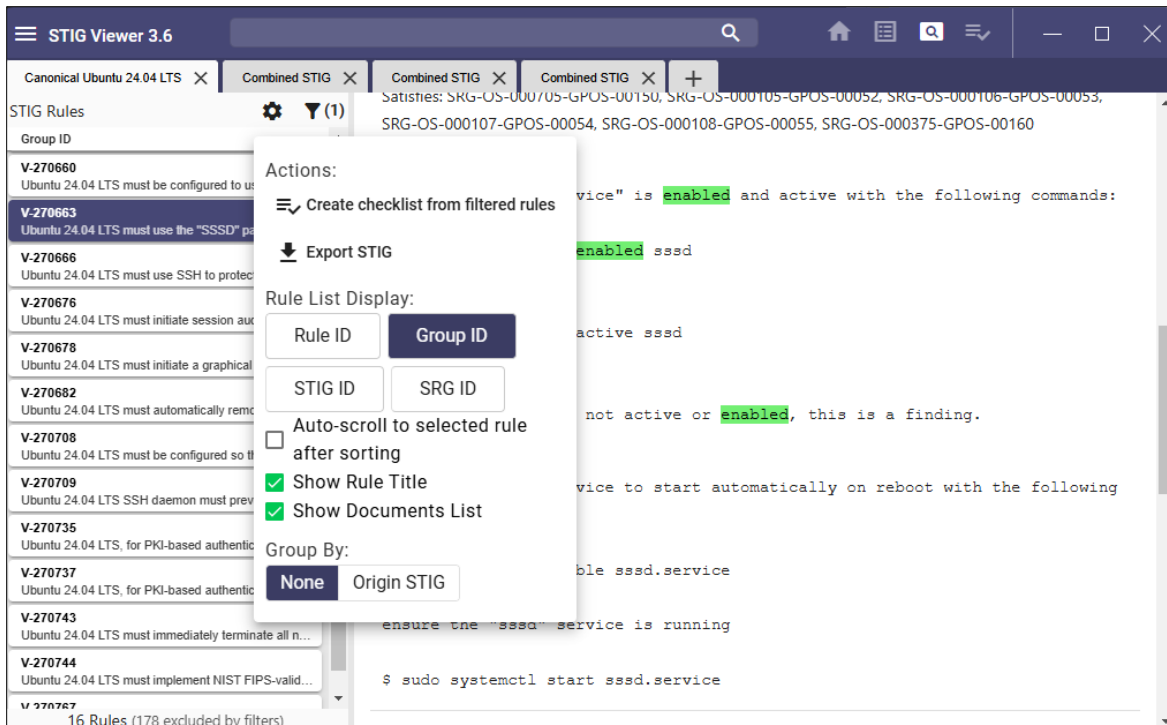 STIG Viewer 3.6
Canonical Ubuntu 24.04 LTS
Combined STIG
Combined STIG
Combined STIG
STIG Rules
(1)
Group ID
V-270660
Ubuntu 24.04 LTS must be configured to
V-270663
Ubuntu 24.04 LTS must use the "SSSD"
V-270666
Ubuntu 24.04 LTS must use SSH to protec
V-270676
Ubuntu 24.04 LTS must initiate session
V-270678
Ubuntu 24.04 LTS must initiate a graphical
V-270682
Ubuntu 24.04 LTS must automatically
V-270708
Ubuntu 24.04 LTS must be configured so
V-270709
Ubuntu 24.04 LTS SSH daemon must prev
V-270735
Ubuntu 24.04 LTS, for PKI-based authentic
V-270737
Ubuntu 24.04 LTS, for PKI-based authentic
V-270743
Ubuntu 24.04 LTS must immediately terminate all n...
V-270744
Ubuntu 24.04 LTS must implement NIST FIPS-valid...
V-270767
16 Rules (178 excluded by filters)
Actions:
Create checklist from filtered rules
Export STIG
Rule List Display:
Rule ID
Group ID
STIG ID
SRG ID
Auto-scroll to selected rule
after sorting
Show Rule Title
Show Documents List
Group By:
None
Origin STIG
Satisfies: SRG-OS-000705-GPOS-00150, SRG-OS-000105-GPOS-00052, SRG-OS-000106-GPOS-00053,
SRG-OS-000107-GPOS-00054, SRG-OS-000108-GPOS-00055, SRG-OS-000375-GPOS-00160
vice" is enabled and active with the following commands:
enabled sssd
active sssd
not active or enabled, this is a finding.
vice to start automatically on reboot with the following
ble sssd.service
ensure the "sssd" service is running
$ sudo systemctl start sssd.service